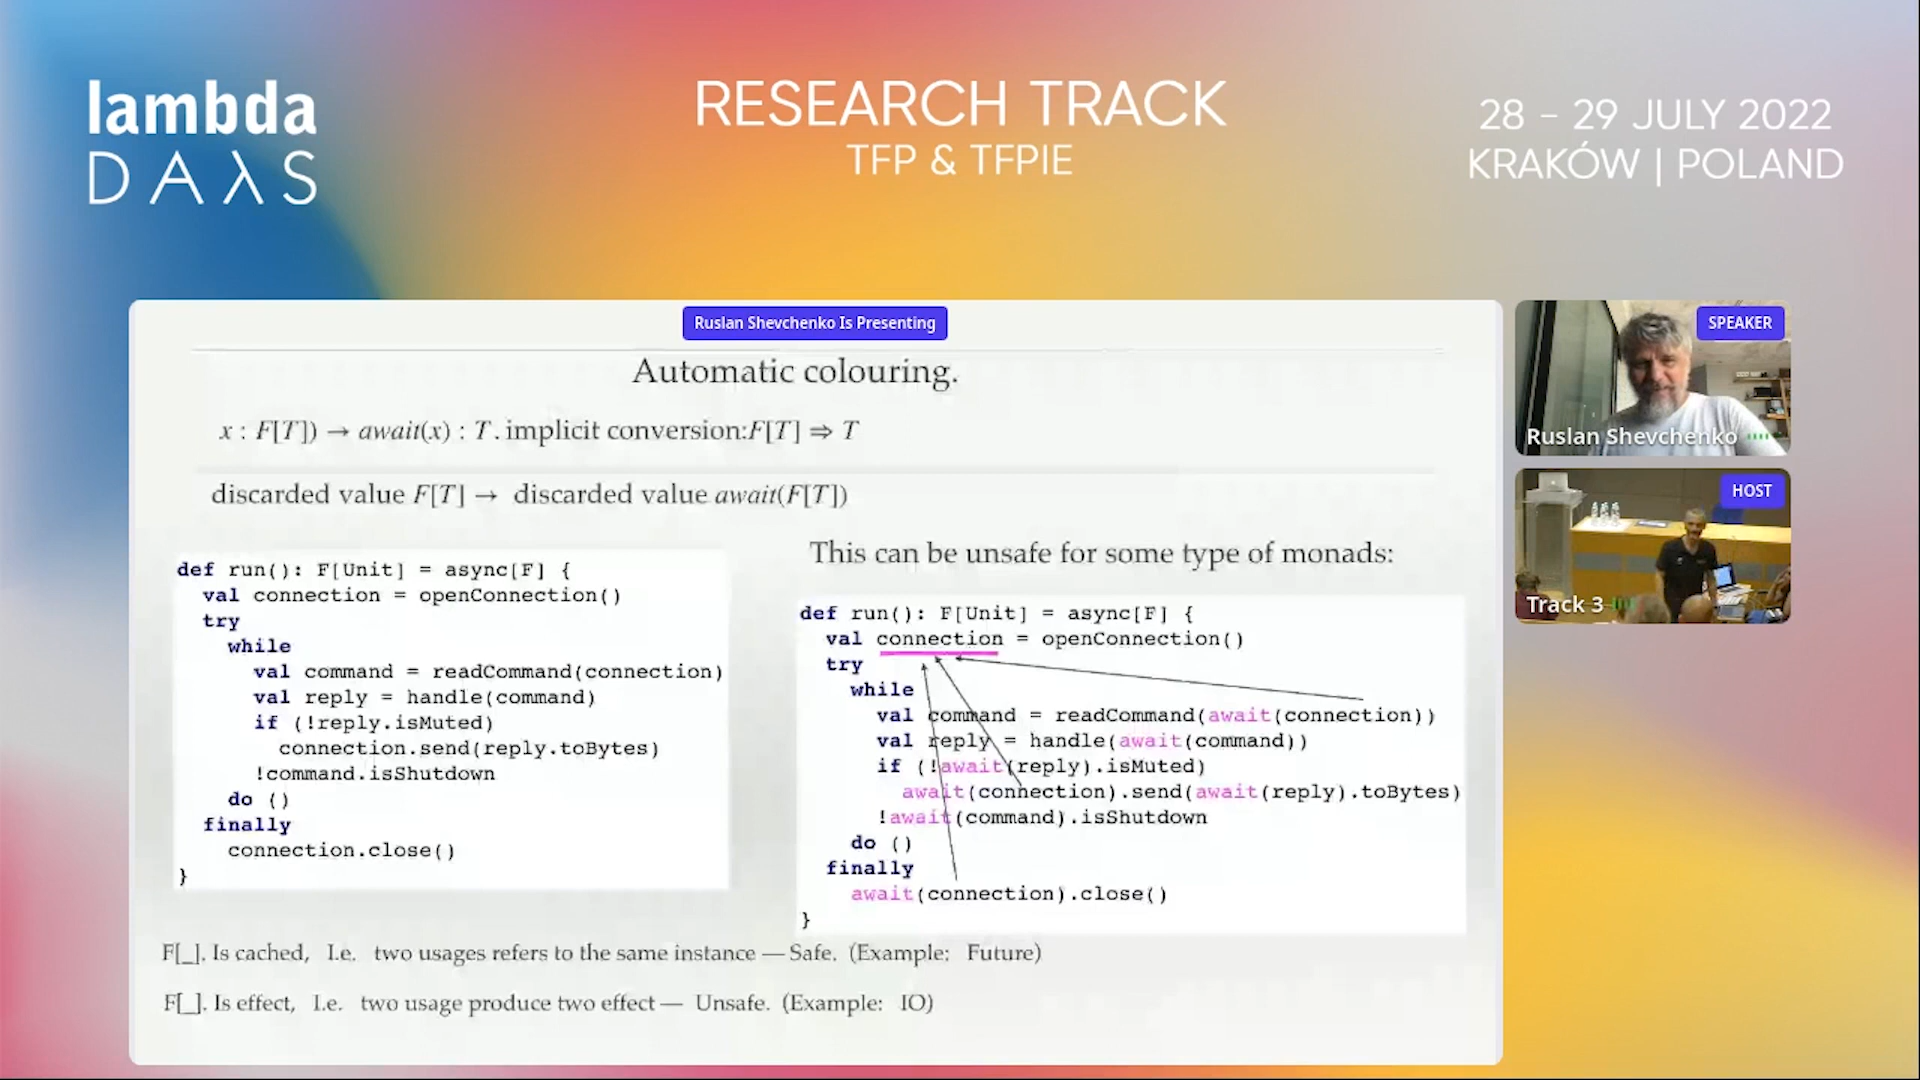 lambda
DAλS
RESEARCH TRACK
TFP & TFPIE
28 – 29 JULY 2022
KRAKÓW | POLAND
Ruslan Shevchenko Is Presenting
Automatic colouring.
x : F[T]) → await(x) : T . implicit conversion:F[T] ⇒ T
discarded value F[T] → discarded value await(F[T])
def run(): F[Unit] = async[F] {
val connection = openConnection()
try
while
val command = readCommand(connection)
val reply = handle(command)
if (!reply.isMuted)
connection.send(reply.toBytes)
!command.isShutdown
do ()
finally
connection.close()
}
This can be unsafe for some type of monads:
def run(): F[Unit] = async[F] {
val connection = openConnection()
try
while
val command = readCommand(await(connection))
val reply = handle(await(command))
if (!await(reply).isMuted)
await(connection).send(await(reply).toBytes)
!await(command).isShutdown
do ()
finally
await(connection).close()
}
F[_]. Is cached, I.e. two usages refers to the same instance — Safe. (Example: Future)
F[_]. Is effect, I.e. two usage produce two effect — Unsafe. (Example: IO)
SPEAKER
Ruslan Shevchenko
HOST
Track 3